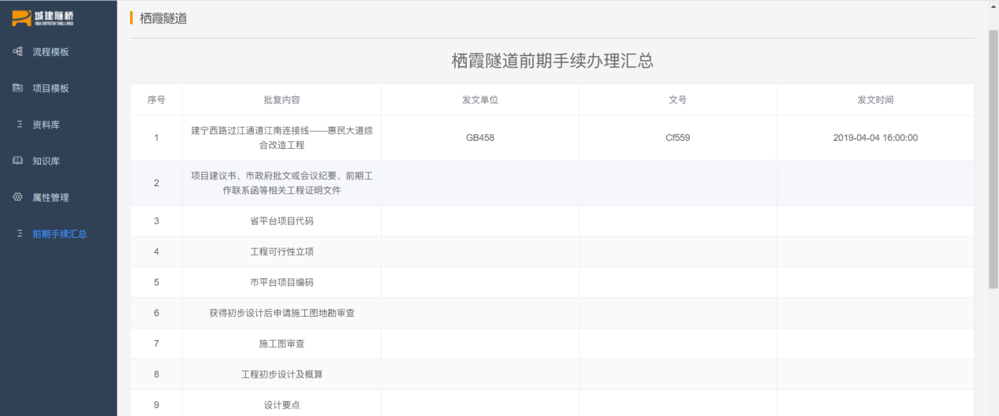 城建隧桥
URBAN CONSTRUCTION TUNNEL & BRIDGE
流程模板
项目模板
资料库
知识库
属性管理
前期手续汇总
栖霞隧道
栖霞隧道前期手续办理汇总
序号 批复内容 发文单位 文号 发文时间
1 建宁西路过江通道江南连接线——惠民大道综 GB458 Cf559 2019-04-04 16:00:00
合改造工程
2 项目建议书、市政府批文或会议纪要、前期工
作联系函等相关工程证明文件
3 省平台项目代码
4 工程可行性立项
5 市平台项目编码
6 获得初步设计后申请施工图地勘审查
7 施工图审查
8 工程初步设计及概算
9 设计要点